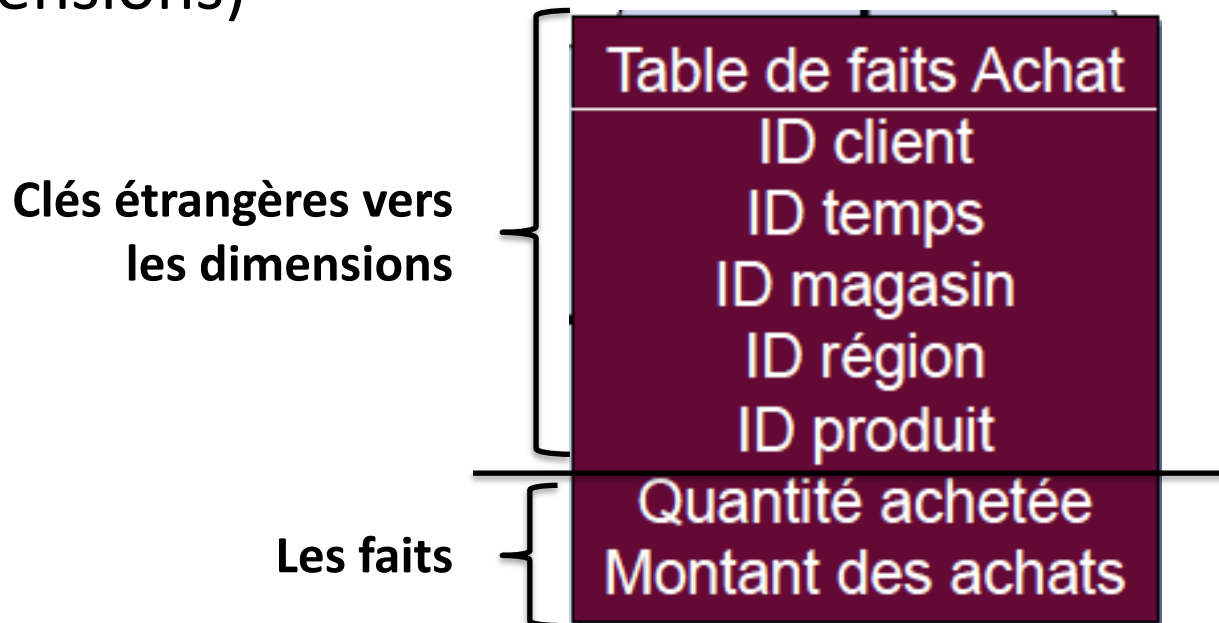 ensions)
Table de faits Achat
ID client
ID temps
ID magasin
ID région
ID produit
Quantité achetée
Montant des achats
Clés étrangères vers
les dimensions
Les faits